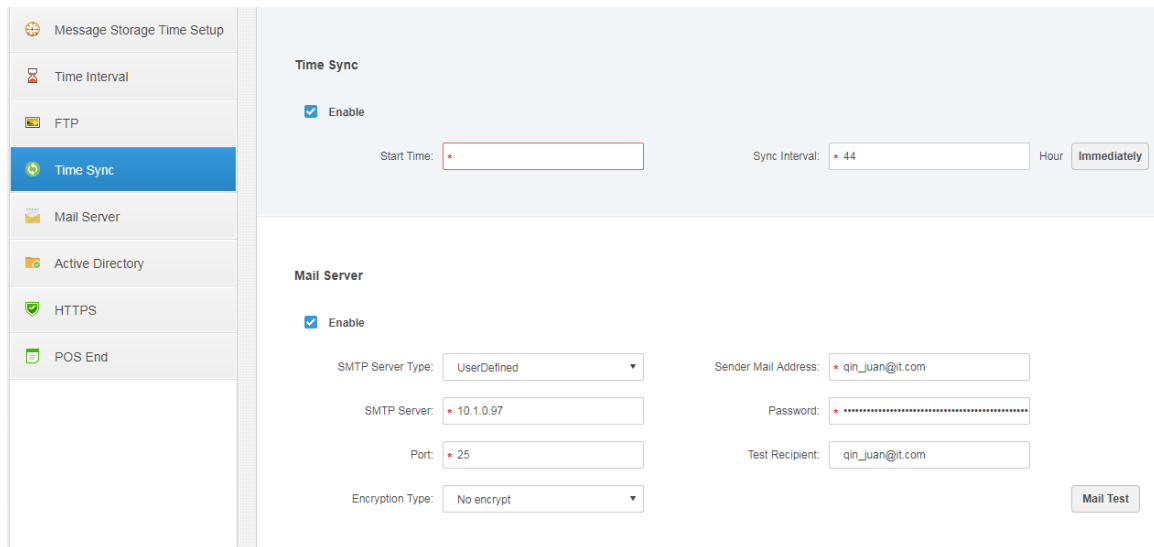 Message Storage Time Setup
Time Interval
FTP
Time Sync
Mail Server
Active Directory
HTTPS
POS End
Time Sync
Enable
Start Time: *
Sync Interval: * 44 Hour Immediately
Mail Server
Enable
SMTP Server Type: UserDefined
Sender Mail Address: * qin_juan@it.com
SMTP Server: * 10.1.0.97
Password: *
Port: * 25
Test Recipient: qin_juan@it.com
Encryption Type: No encrypt
Mail Test